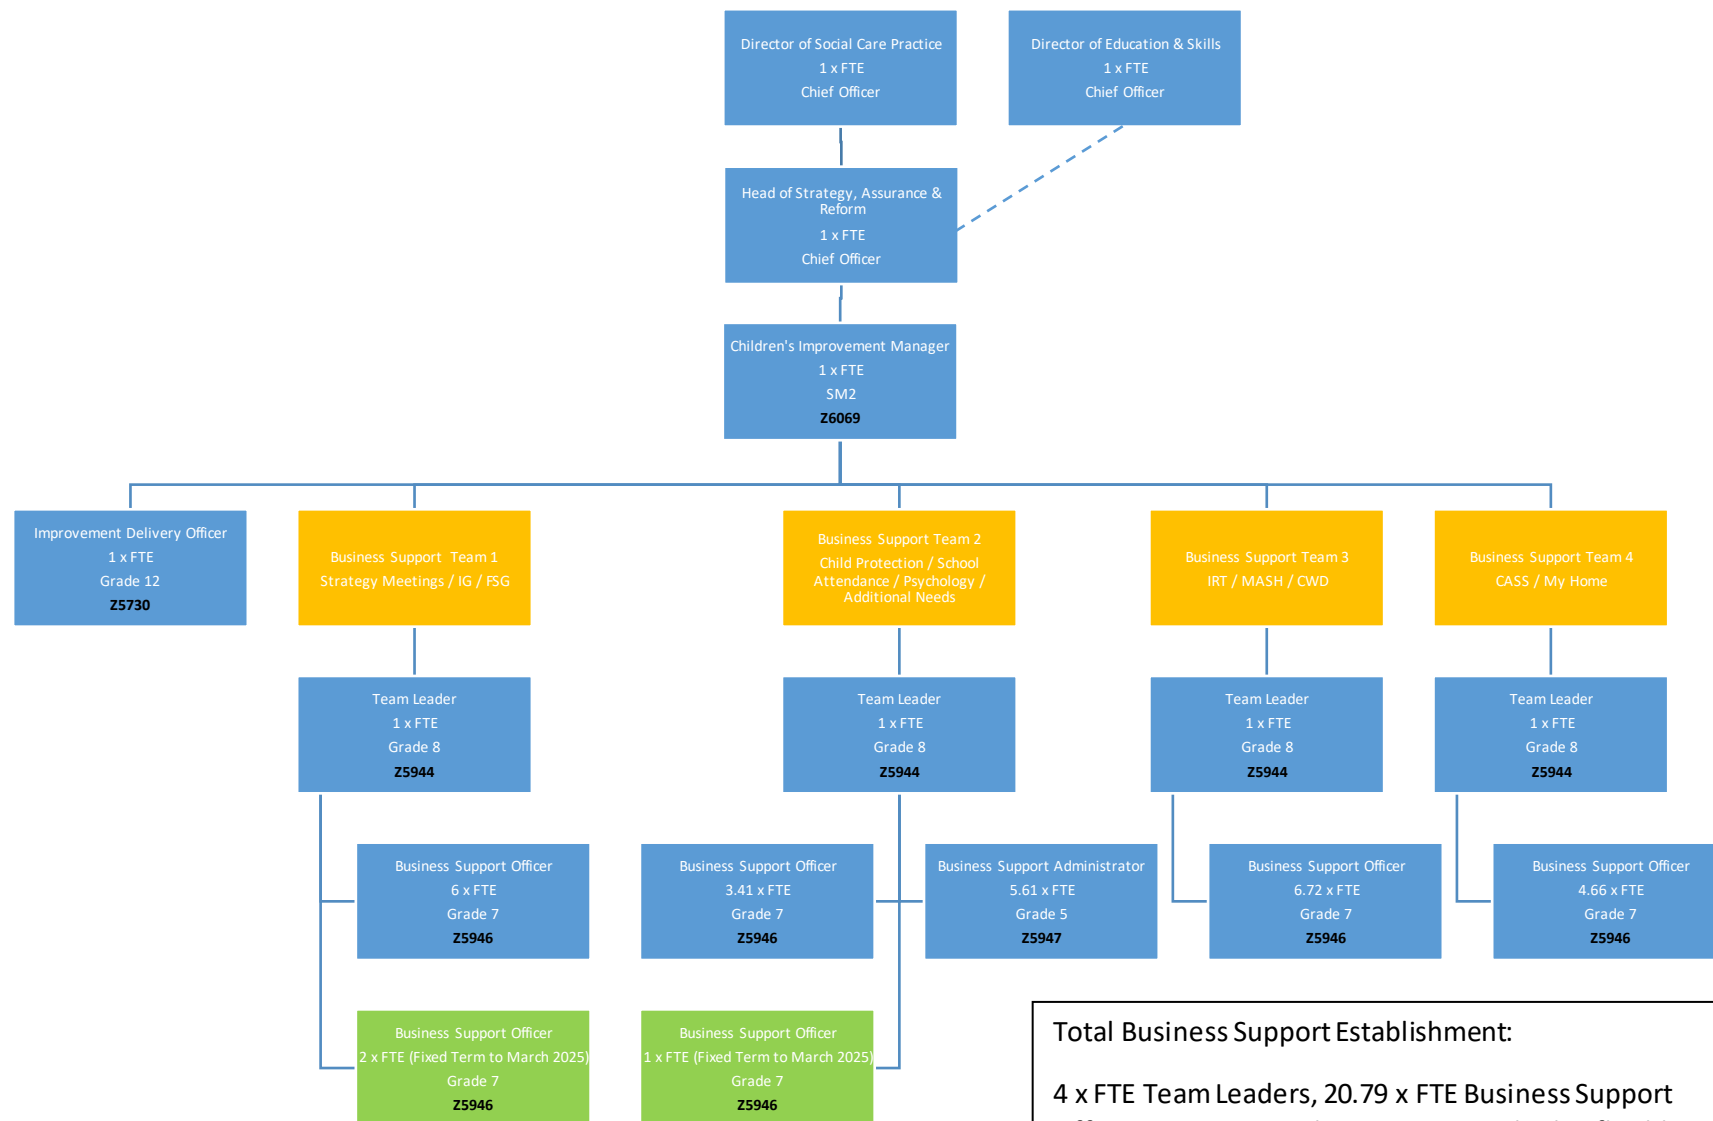 Director of Social Care Practice
1 x FTE
Chief Officer
Director of Education & Skills
1 x FTE
Chief Officer
Head of Strategy, Assurance &
Reform
1 x FTE
Chief Officer
Children's Improvement Manager
1 x FTE
SM2
Z6069
Improvement Delivery Officer
1 x FTE
Grade 12
Z5730
Business Support Team 1
Strategy Meetings / IG / FSG
Business Support Team 2
Child Protection / School
Attendance / Psychology /
Additional Needs
Business Support Team 3
IRT / MASH / CWD
Business Support Team 4
CASS / My Home
Team Leader
1 x FTE
Grade 8
Z5944
Team Leader
1 x FTE
Grade 8
Z5944
Team Leader
1 x FTE
Grade 8
Z5944
Team Leader
1 x FTE
Grade 8
Z5944
Business Support Officer
6 x FTE
Grade 7
Z5946
Business Support Officer
3.41 x FTE
Grade 7
Z5946
Business Support Administrator
5.61 x FTE
Grade 5
Z5947
Business Support Officer
6.72 x FTE
Grade 7
Z5946
Business Support Officer
4.66 x FTE
Grade 7
Z5946
Business Support Officer
2 x FTE (Fixed Term to March 2025)
Grade 7
Z5946
Business Support Officer
1 x FTE (Fixed Term to March 2025)
Grade 7
Z5946
Total Business Support Establishment:
4 x FTE Team Leaders, 20.79 x FTE Business Support